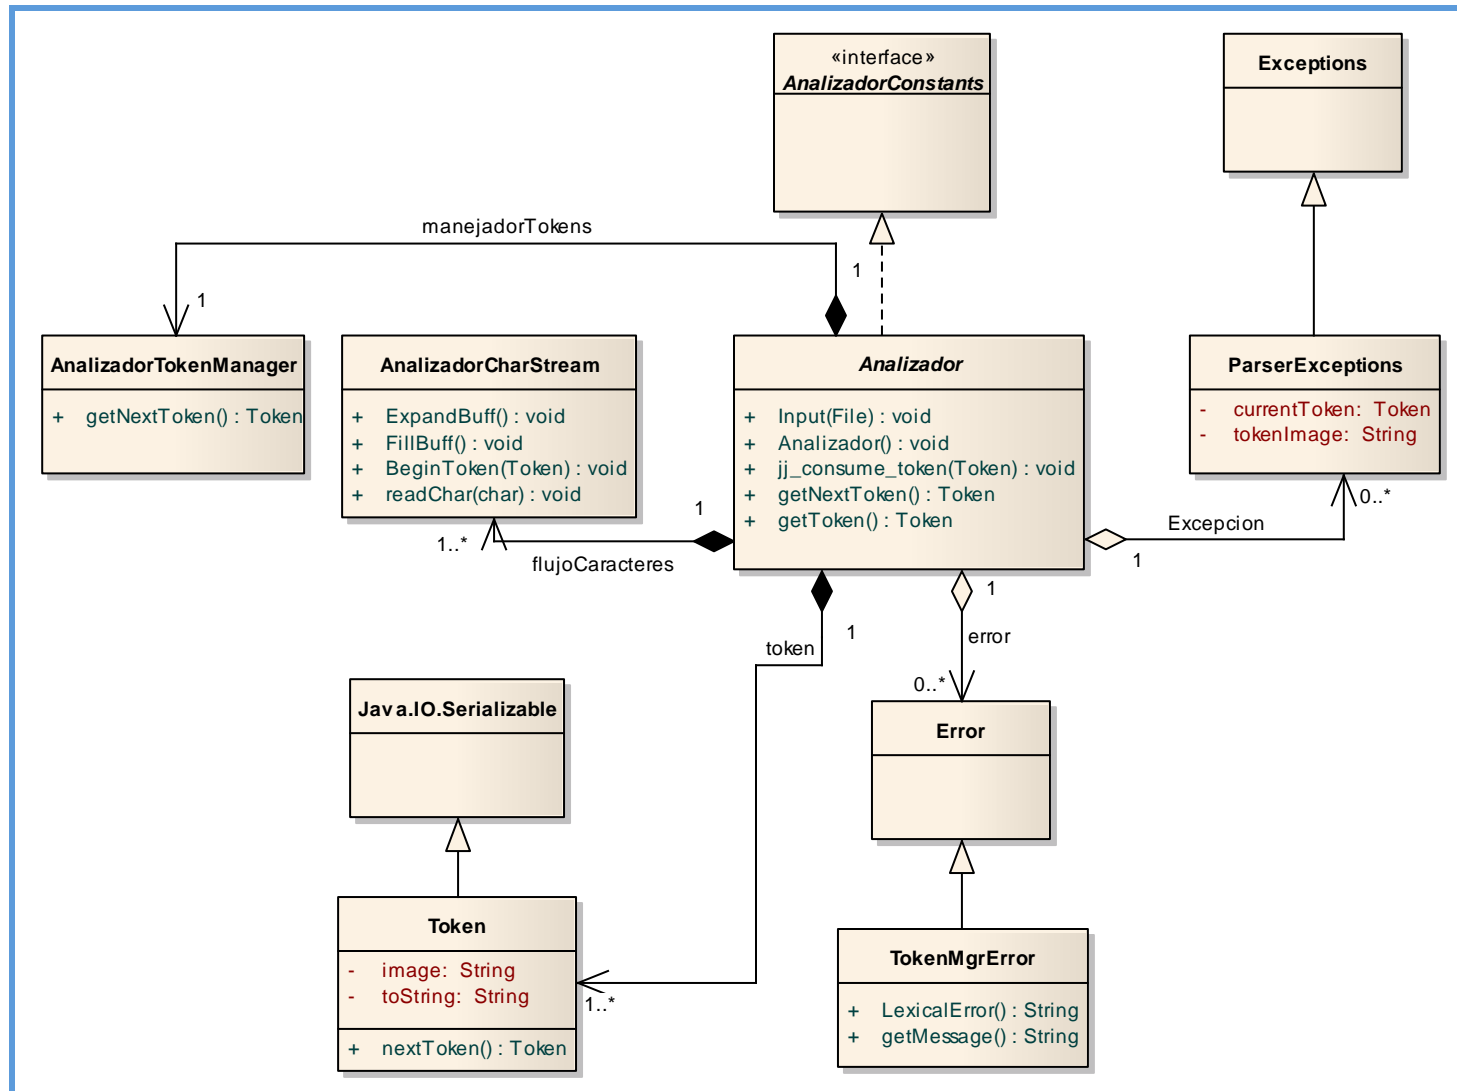 «interface»
AnalizadorConstants
Exceptions
manejadorTokens
1
1
AnalizadorTokenManager
+ getNextToken() : Token
AnalizadorCharStream
+ ExpandBuff() : void
+ FillBuff() : void
+ BeginToken(Token) : void
+ readChar(char) : void
Analizador
+ Input(File) : void
+ Analizador() : void
+ jj_consume_token(Token) : void
+ getNextToken() : Token
+ getToken() : Token
ParserExceptions
- currentToken: Token
- tokenImage: String
1
1..*
flujoCaracteres
0..*
Excepcion
1
1
token
1
error
0..*
Java.IO.Serializable
Error
Token
- image: String
- toString: String
+ nextToken() : Token
1..*
TokenMgrError
+ LexicalError() : String
+ getMessage() : String